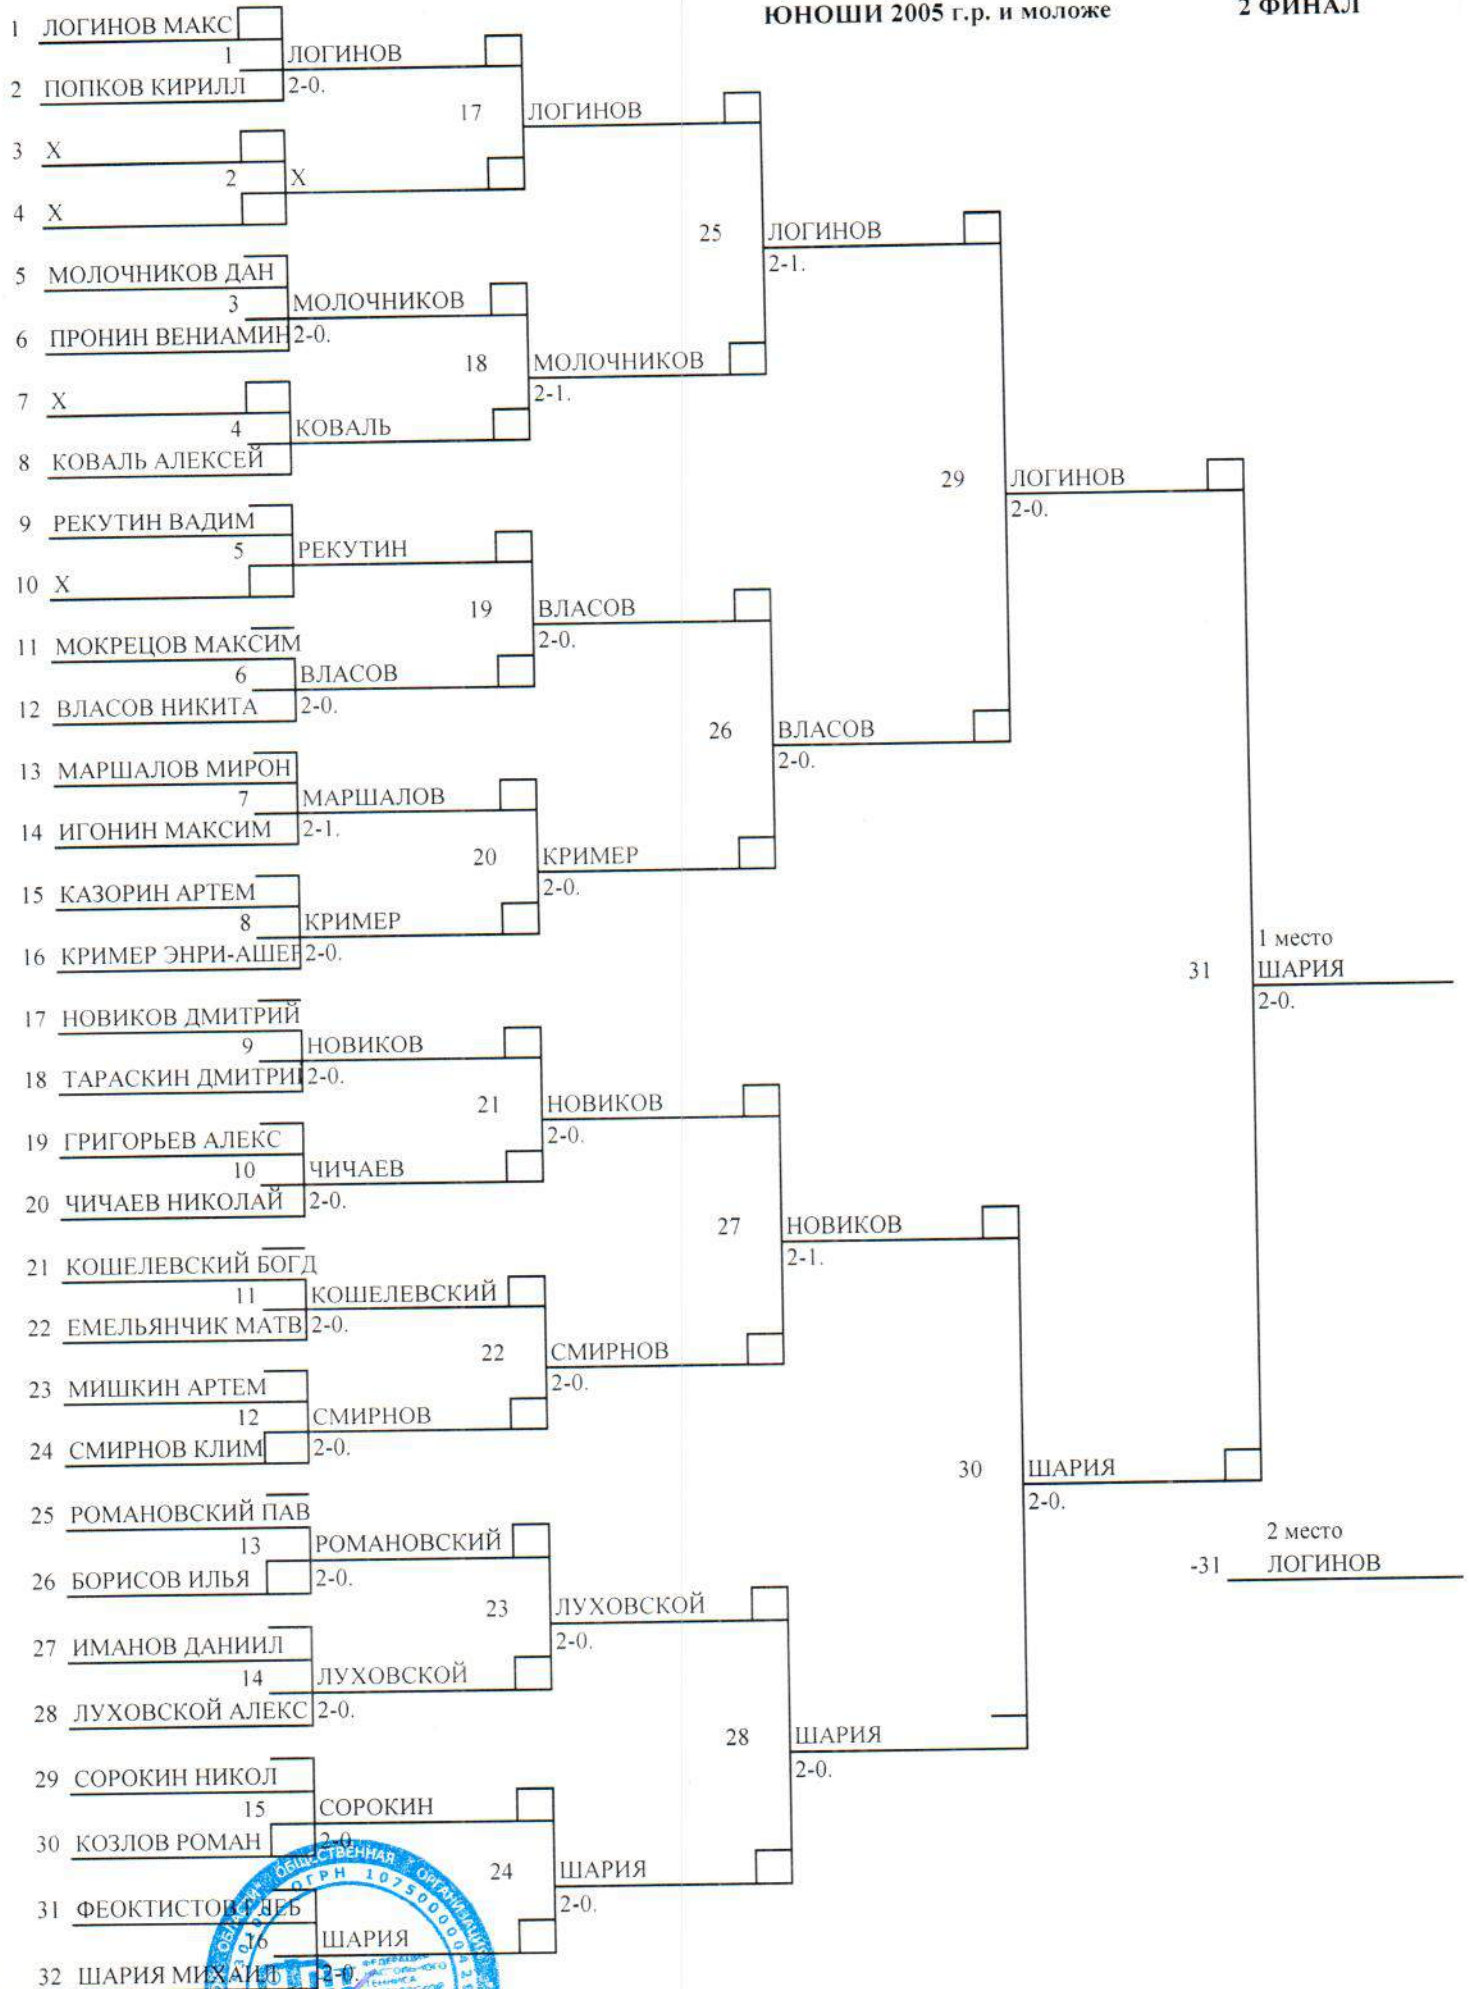 ЮНОШИ 2005 г.р. и моложе 2 ФИНАЛ
1 ЛОГИНОВ МАКС
1 ЛОГИНОВ
2 ПОПКОВ КИРИЛЛ 2-0.
17 ЛОГИНОВ
3 X
2 X
4 X
25 ЛОГИНОВ
2-1.
5 МОЛОЧНИКОВ ДАН
3 МОЛОЧНИКОВ
6 ПРОНИН ВЕНИАМИН 2-0.
18 МОЛОЧНИКОВ
2-1.
7 X
4 КОВАЛЬ
8 КОВАЛЬ АЛЕКСЕЙ
29 ЛОГИНОВ
2-0.
9 РЕКУТИН ВАДИМ
5 РЕКУТИН
10 X
19 ВЛАСОВ
2-0.
11 МОКРЕЦОВ МАКСИМ
6 ВЛАСОВ
12 ВЛАСОВ НИКИТА 2-0.
26 ВЛАСОВ
2-0.
13 МАРШАЛОВ МИРОН
7 МАРШАЛОВ
14 ИГОНИН МАКСИМ 2-1.
20 КРИМЕР
2-0.
15 КАЗОРИН АРТЕМ
8 КРИМЕР
16 КРИМЕР ЭНРИ-АШЕР 2-0.
1 место
31 ШАРИЯ
2-0.
17 НОВИКОВ ДМИТРИЙ
9 НОВИКОВ
18 ТАРАСКИН ДМИТРИЙ 2-0.
21 НОВИКОВ
2-0.
19 ГРИГОРЬЕВ АЛЕКС
10 ЧИЧАЕВ
20 ЧИЧАЕВ НИКОЛАЙ 2-0.
27 НОВИКОВ
2-1.
21 КОШЕЛЕВСКИЙ БОГД
11 КОШЕЛЕВСКИЙ
22 ЕМЕЛЬЯНЧИК МАТВ 2-0.
22 СМИРНОВ
2-0.
23 МИШКИН АРТЕМ
12 СМИРНОВ
24 СМИРНОВ КЛИМ 2-0.
30 ШАРИЯ
2-0.
25 РОМАНОВСКИЙ ПАВ
13 РОМАНОВСКИЙ
26 БОРИСОВ ИЛЬЯ 2-0.
2 место
-31 ЛОГИНОВ
23 ЛУХОВСКОЙ
2-0.
27 ИМАНОВ ДАНИИЛ
14 ЛУХОВСКОЙ
28 ЛУХОВСКОЙ АЛЕКС 2-0.
28 ШАРИЯ
2-0.
29 СОРОКИН НИКОЛ
15 СОРОКИН
30 КОЗЛОВ РОМАН 2-0.
ОБЛАСТИ ОБЩЕСТВЕННАЯ ОРГАНИЗАЦИЯ
24 ШАРИЯ
2-0.
31 ФЕОКТИСТОВ ГЛЕБ
16 ШАРИЯ
32 ШАРИЯ МИХАИЛ 2-0.